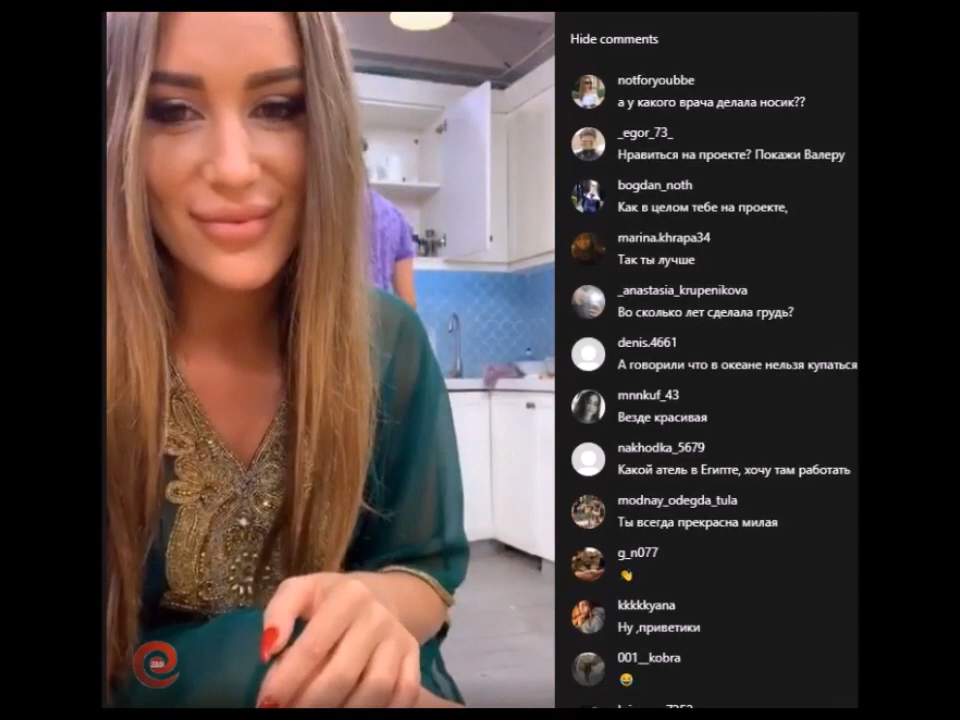 Hide comments
notforyoubbe
а у какого врача делала носик??
_egor_73_
Нравиться на проекте? Покажи Валеру
bogdan_noth
Как в целом тебе на проекте,
marina.khrapa34
Так ты лучше
_anastasia_krupenikova
Во сколько лет сделала грудь?
denis.4661
А говорили что в океане нельзя купаться
mnnkuf_43
Везде красивая
nakhodka_5679
Какой атель в Египте, хочу там работать
modnay_odegda_tula
Ты всегда прекрасна милая
g_n077
👏
kkkkkyana
Ну ,приветики
001__kobra
😂